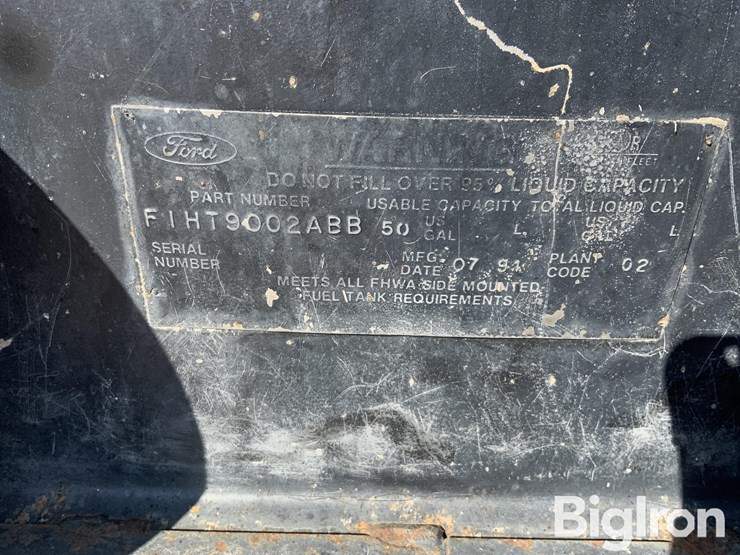 Ford
WARNING
DO NOT FILL OVER 95% LIQUID CAPACITY
PART NUMBER USABLE CAPACITY TOTAL LIQUID CAP.
F1HT9002ABB 50 US GAL L US GAL L
SERIAL NUMBER MFG DATE 07 91 PLANT CODE 02
MEETS ALL FHWA SIDE MOUNTED
FUEL TANK REQUIREMENTS
BigIron